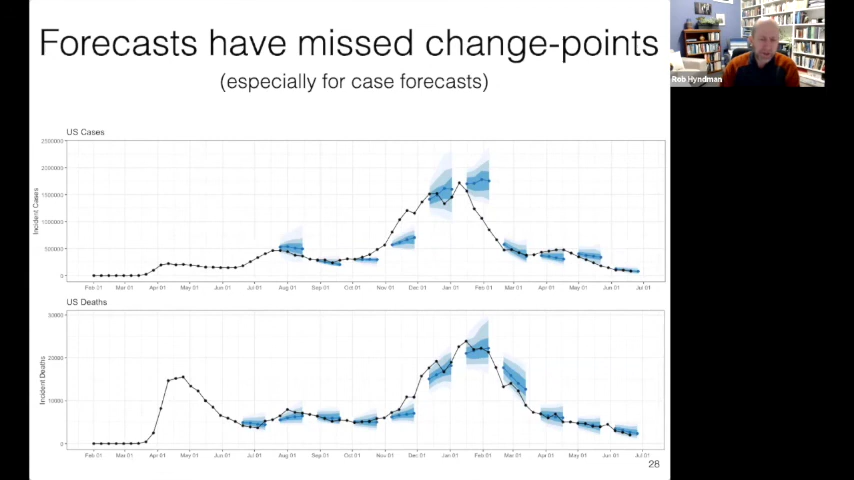 Forecasts have missed change-points
(especially for case forecasts)
Rob Hyndman
US Cases
Incident Cases
2500000
2000000
1500000
1000000
500000
0
Feb 01 Mar 01 Apr 01 May 01 Jun 01 Jul 01 Aug 01 Sep 01 Oct 01 Nov 01 Dec 01 Jan 01 Feb 01 Mar 01 Apr 01 May 01 Jun 01 Jul 01
US Deaths
Incident Deaths
30000
20000
10000
0
Feb 01 Mar 01 Apr 01 May 01 Jun 01 Jul 01 Aug 01 Sep 01 Oct 01 Nov 01 Dec 01 Jan 01 Feb 01 Mar 01 Apr 01 May 01 Jun 01 Jul 01
28